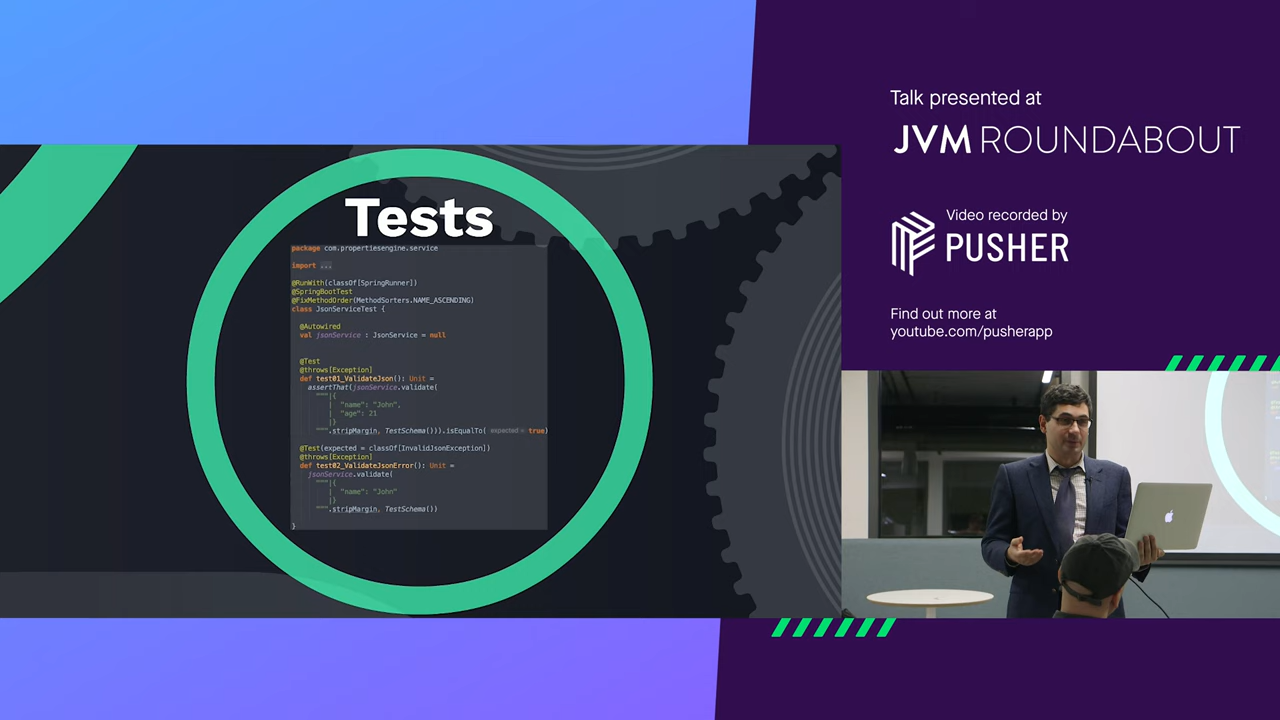 Tests
package com.propertiesengine.service
import ...
@RunWith(classOf[SpringRunner])
@SpringBootTest
@FixMethodOrder(MethodSorters.NAME_ASCENDING)
class JsonServiceTest {
@Autowired
val jsonService : JsonService = null
@Test
@throws[Exception]
def test01_ValidateJson(): Unit =
assertThat(jsonService.validate(
"""|{
| "name": "John",
| "age": 21
|}
""".stripMargin, TestSchema())).isEqualTo( expected = true)
@Test(expected = classOf[InvalidJsonException])
@throws[Exception]
def test02_ValidateJsonError(): Unit =
jsonService.validate(
"""|{
| "name": "John"
|}
""".stripMargin, TestSchema())
}
Talk presented at
JVM ROUNDABOUT
Video recorded by
PUSHER
Find out more at
youtube.com/pusherapp